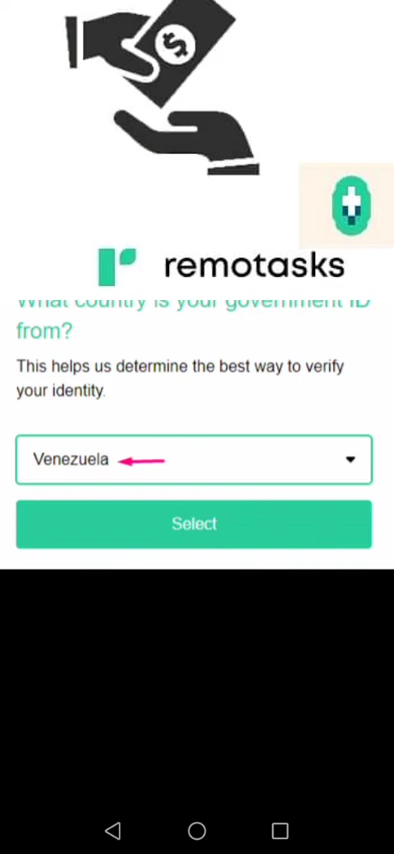 $
remotasks
What country is your government ID
from?
This helps us determine the best way to verify
your identity.
Venezuela
Select